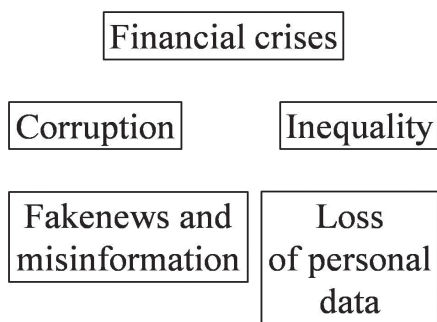 Financial crises
Corruption
Inequality
Fakenews and
misinformation
Loss
of personal
data